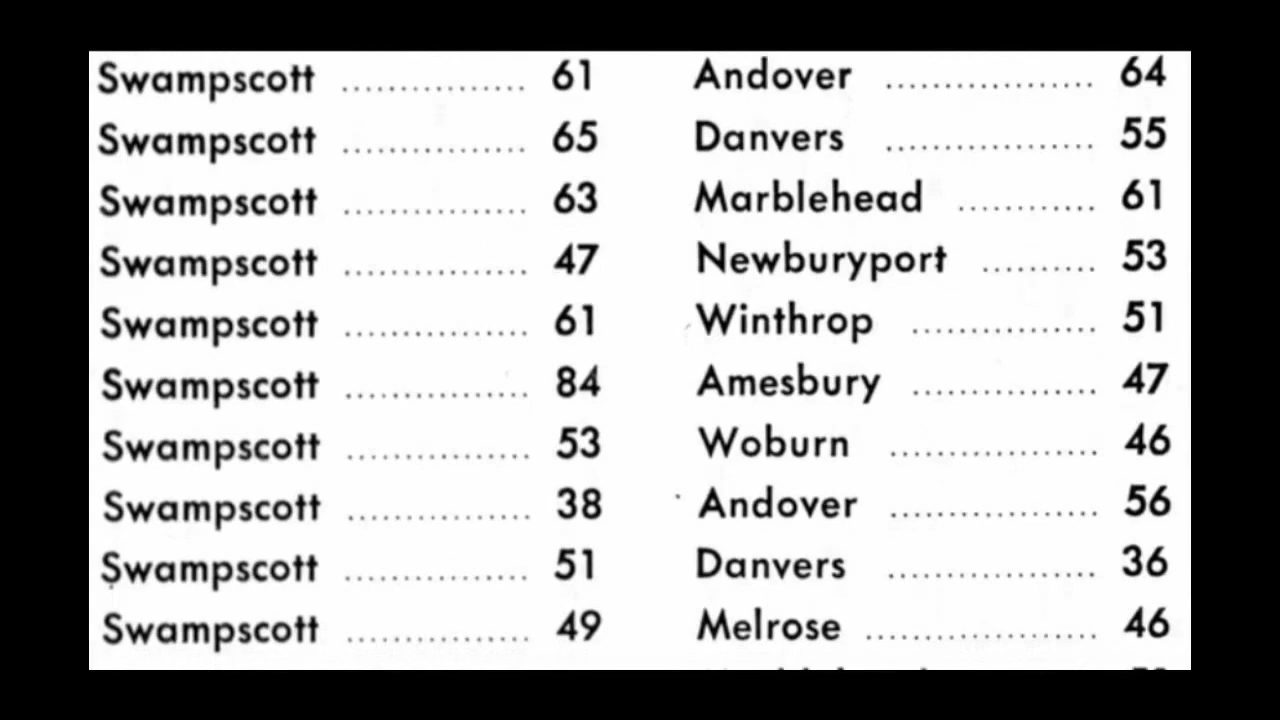 Swampscott ................ 61 Andover .................. 64
Swampscott ................ 65 Danvers .................. 55
Swampscott ................ 63 Marblehead ............ 61
Swampscott ................ 47 Newburyport .......... 53
Swampscott ................ 61 Winthrop ................ 51
Swampscott ................ 84 Amesbury ................ 47
Swampscott ................ 53 Woburn .................. 46
Swampscott ................ 38 Andover .................. 56
Swampscott ................ 51 Danvers .................. 36
Swampscott ................ 49 Melrose .................... 46